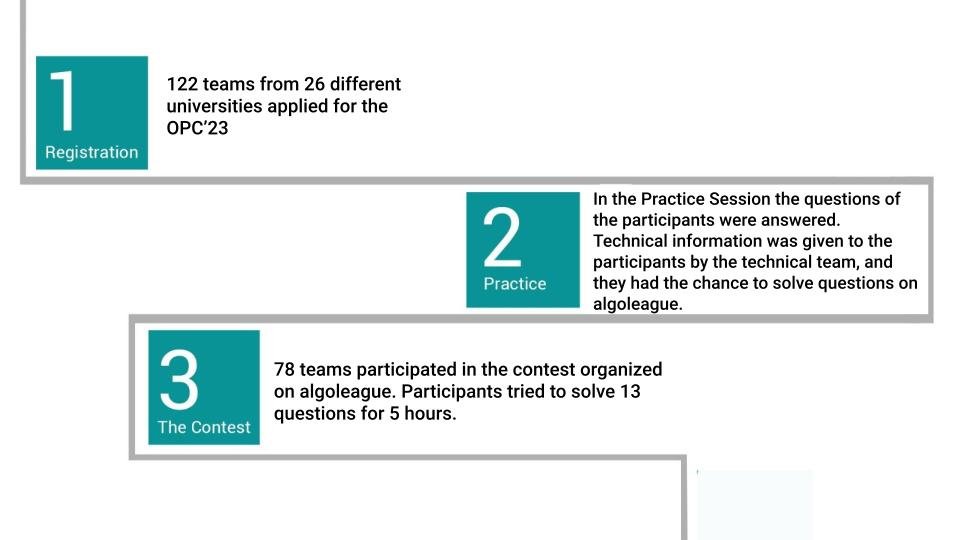 1
Registration
122 teams from 26 different
universities applied for the
OPC’23
2
Practice
In the Practice Session the questions of
the participants were answered.
Technical information was given to the
participants by the technical team, and
they had the chance to solve questions on
algoleague.
3
The Contest
78 teams participated in the contest organized
on algoleague. Participants tried to solve 13
questions for 5 hours.